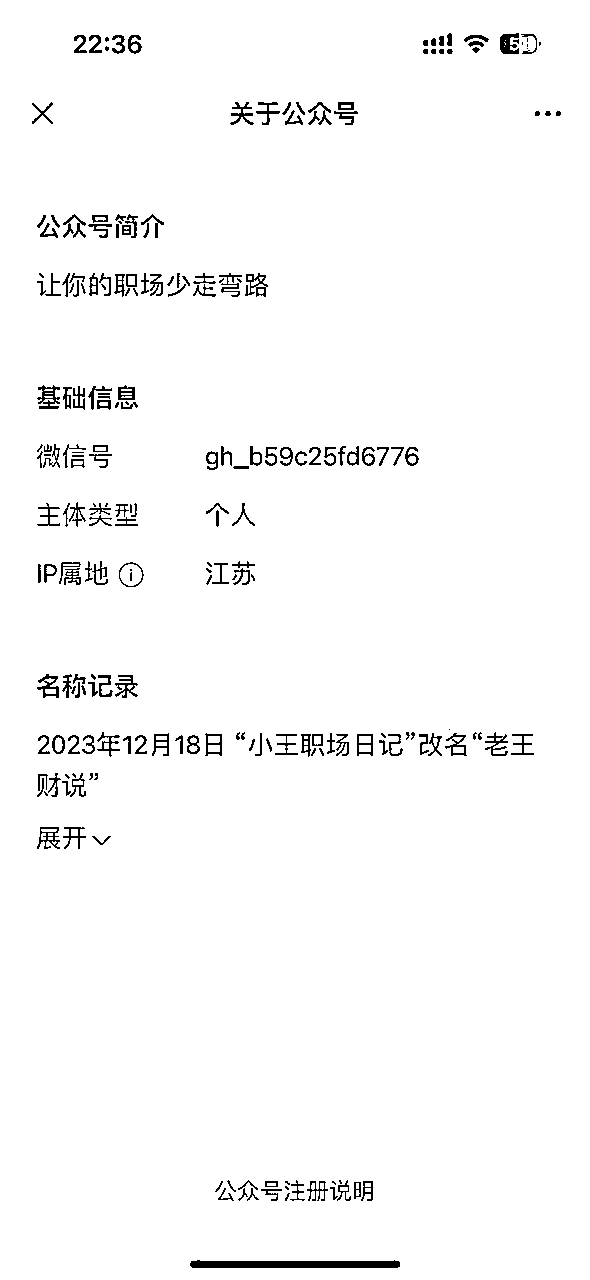 22:36
关于公众号
公众号简介
让你的职场少走弯路
基础信息
微信号 gh_b59c25fd6776
主体类型 个人
IP属地 江苏
名称记录
2023年12月18日 “小王职场日记”改名“老王
财说”
展开
公众号注册说明